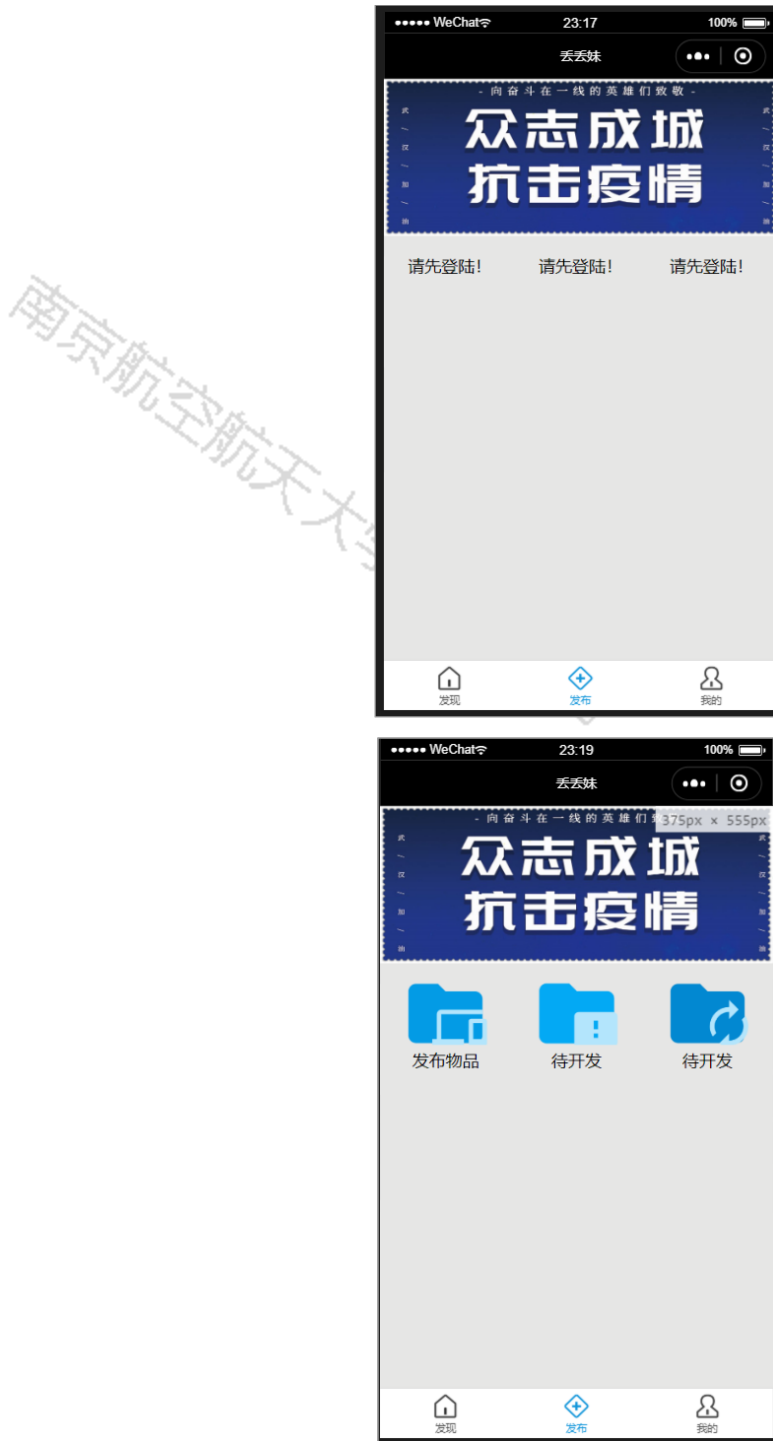 ●●●●● WeChat 23:17 100%
丢丢妹
- 向奋斗在一线的英雄们致敬 -
众志成城
抗击疫情
武/汉/加/油
请先登陆! 请先登陆! 请先登陆!
南京航空航天大学
发现 发布 我的
●●●●● WeChat 23:19 100%
丢丢妹
- 向奋斗在一线的英雄们
375px × 555px
众志成城
抗击疫情
武/汉/加/油
发布物品 待开发 待开发
发现 发布 我的